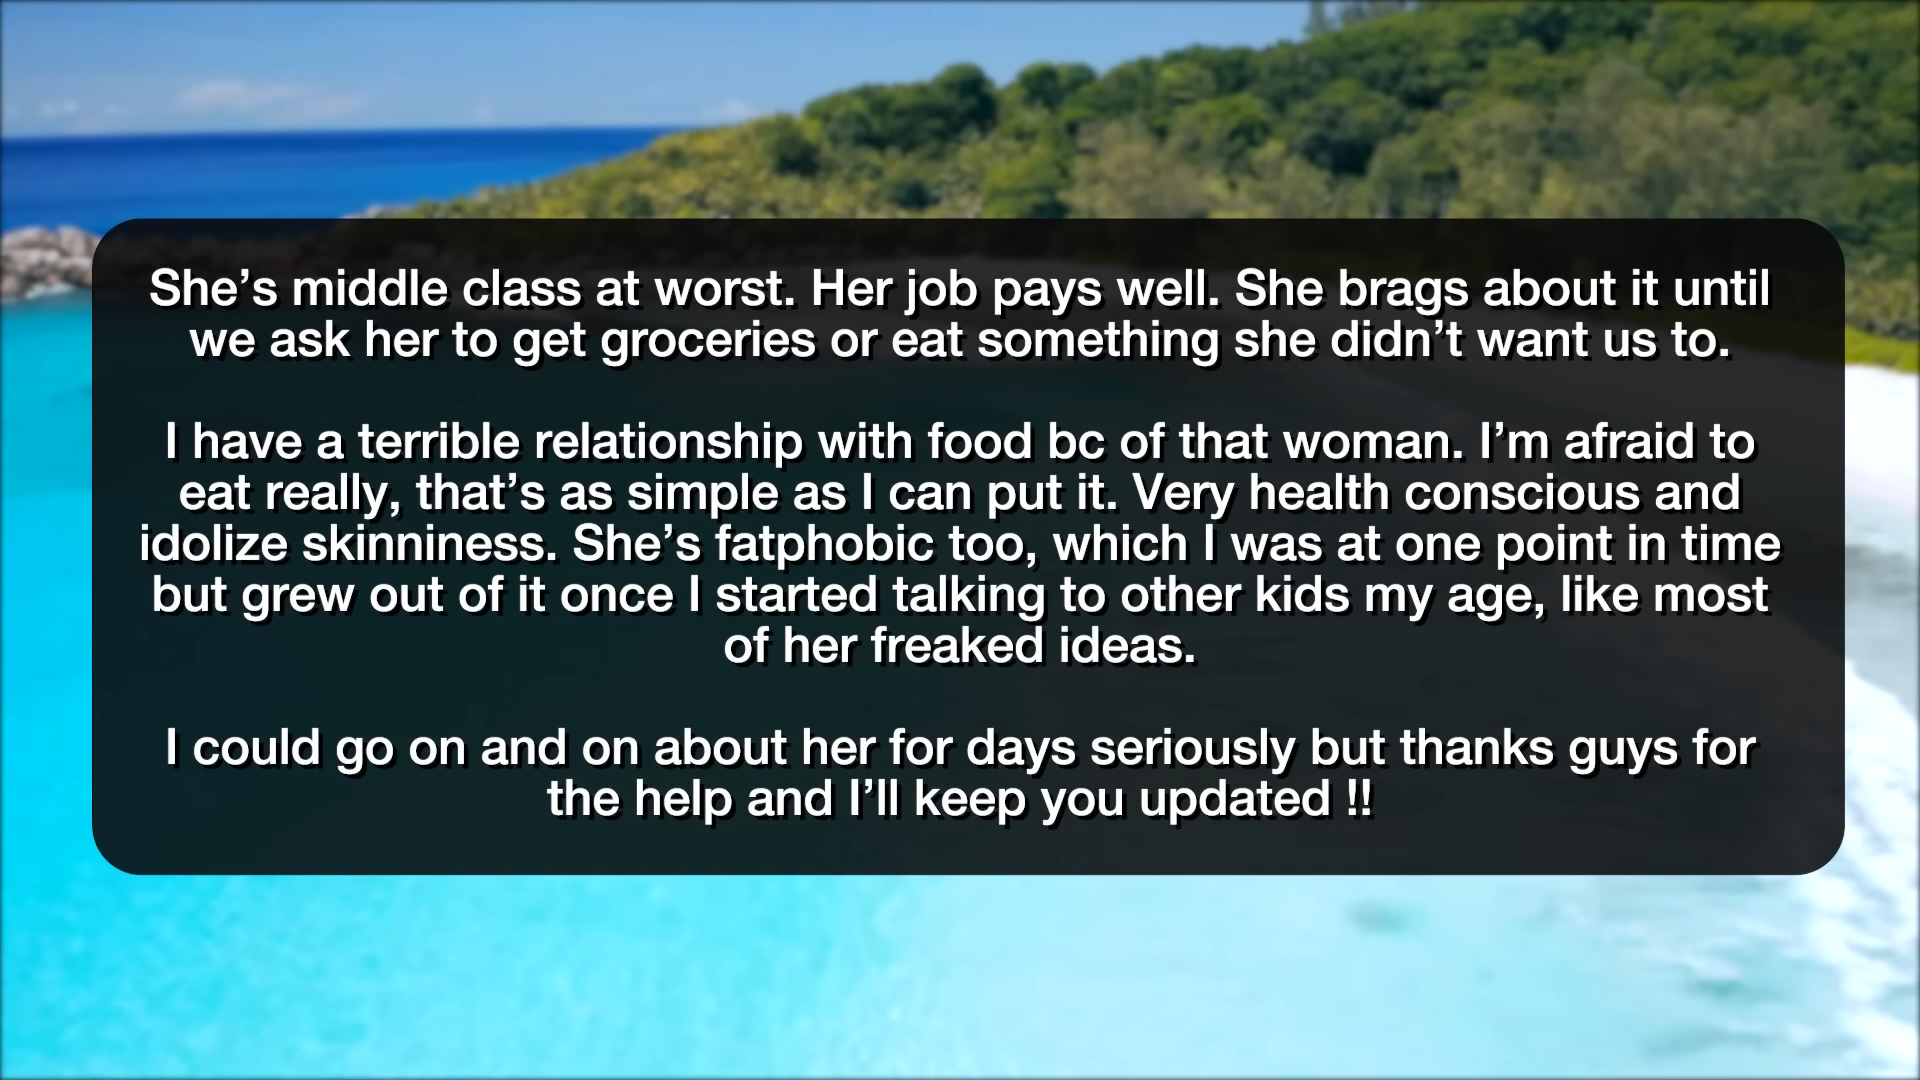 She’s middle class at worst. Her job pays well. She brags about it until
we ask her to get groceries or eat something she didn’t want us to.
I have a terrible relationship with food bc of that woman. I’m afraid to
eat really, that’s as simple as I can put it. Very health conscious and
idolize skinniness. She’s fatphobic too, which I was at one point in time
but grew out of it once I started talking to other kids my age, like most
of her freaked ideas.
I could go on and on about her for days seriously but thanks guys for
the help and I’ll keep you updated !!